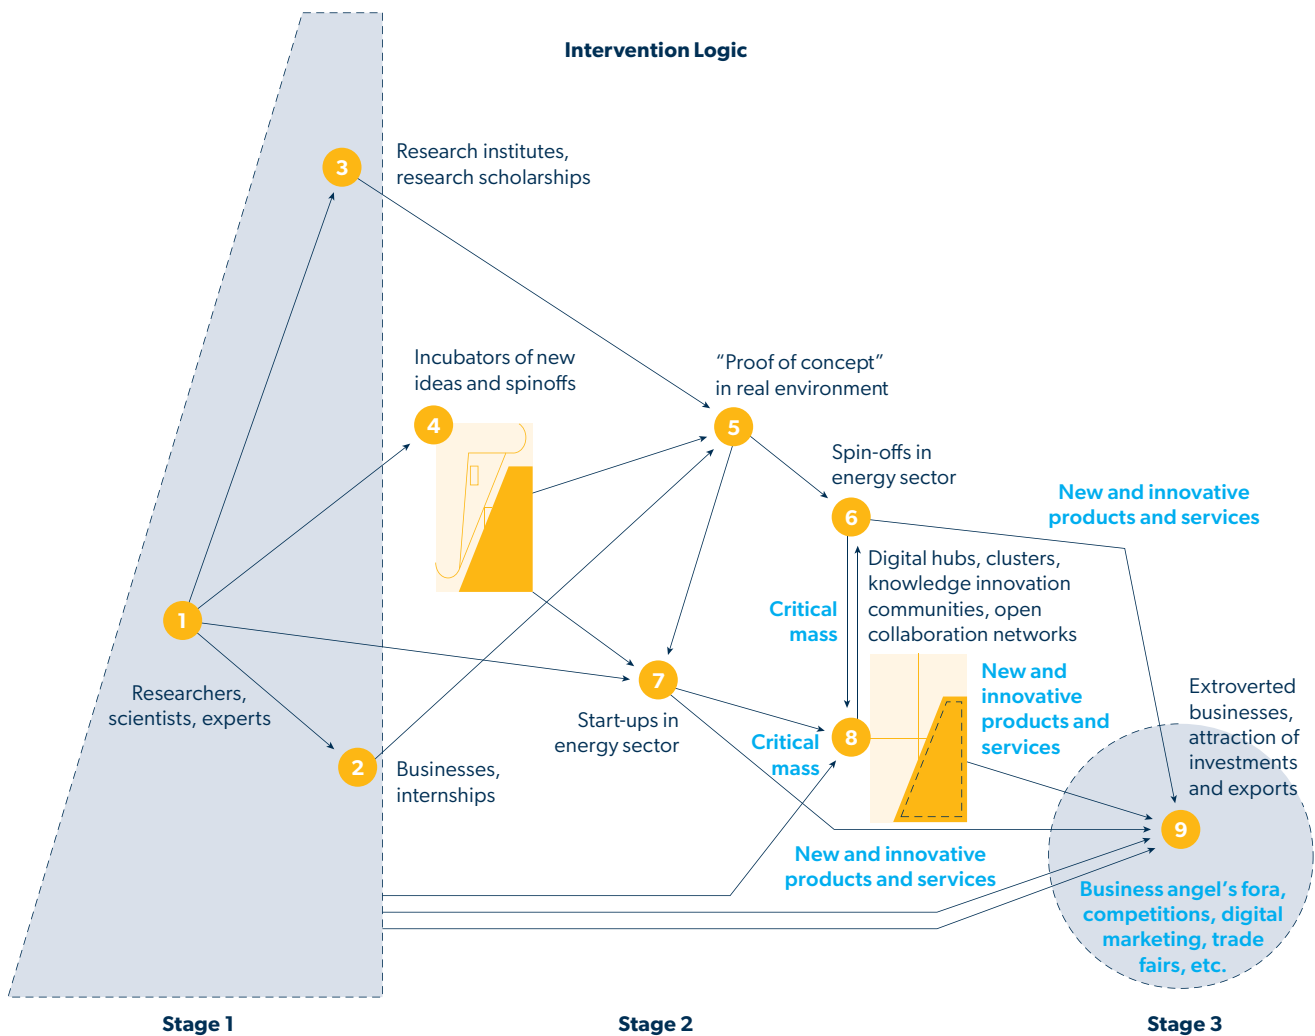 Intervention Logic
3
Research institutes,
research scholarships
Incubators of new
ideas and spinoffs
4
“Proof of concept”
in real environment
5
Spin-offs in
energy sector
6
New and innovative
products and services
Digital hubs, clusters,
knowledge innovation
communities, open
collaboration networks
Critical
mass
1
Researchers,
scientists, experts
2
Businesses,
internships
7
Start-ups in
energy sector
Critical
mass
8
New and
innovative
products and
services
Extroverted
businesses,
attraction of
investments
and exports
9
New and innovative
products and services
Business angel’s fora,
competitions, digital
marketing, trade
fairs, etc.
Stage 1
Stage 2
Stage 3